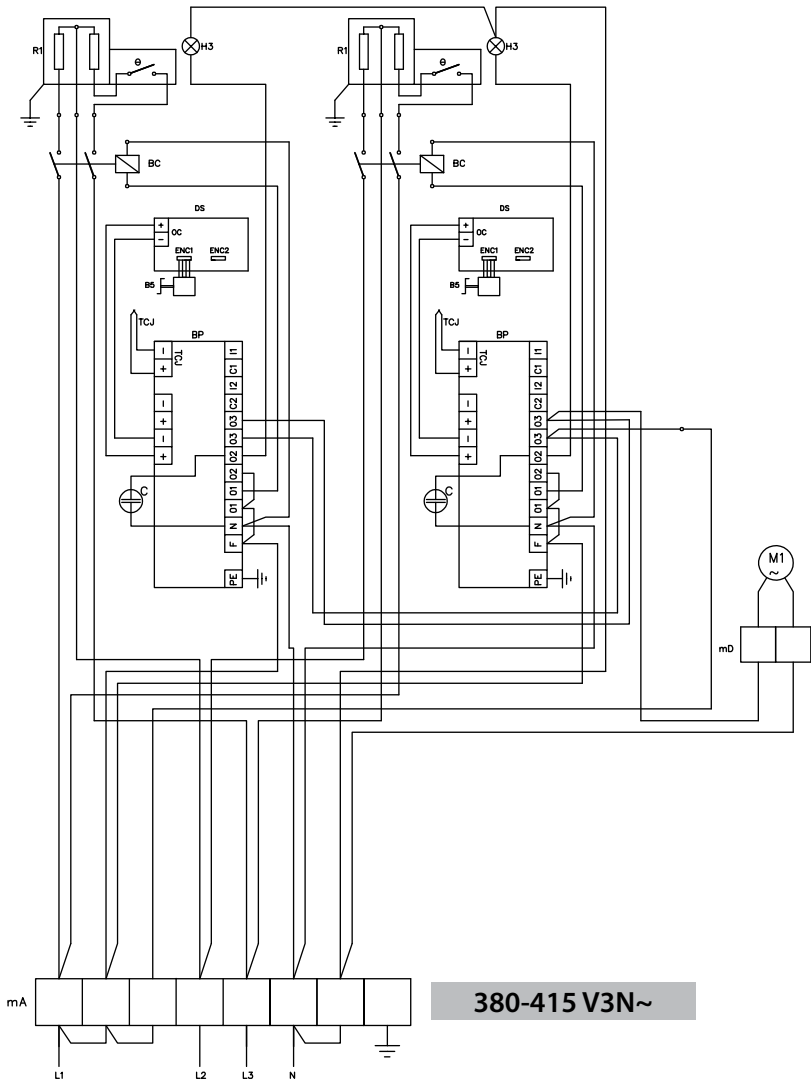 R1 θ H3 R1 θ H3
BC BC
DS DS
+ +
OC OC
− −
ENC1 ENC2 ENC1 ENC2
B5 B5
TCJ TCJ
BP BP
− TCJ I1 − TCJ I1
+ C1 + C1
I2 I2
− C2 − C2
+ O3 + O3
− O3 − O3
+ O2 + O2
O2 O2
C O1 C O1
O1 O1
N N
F F
PE PE
M1
~
mD
mA
380-415 V3N~
L1 L2 L3 N